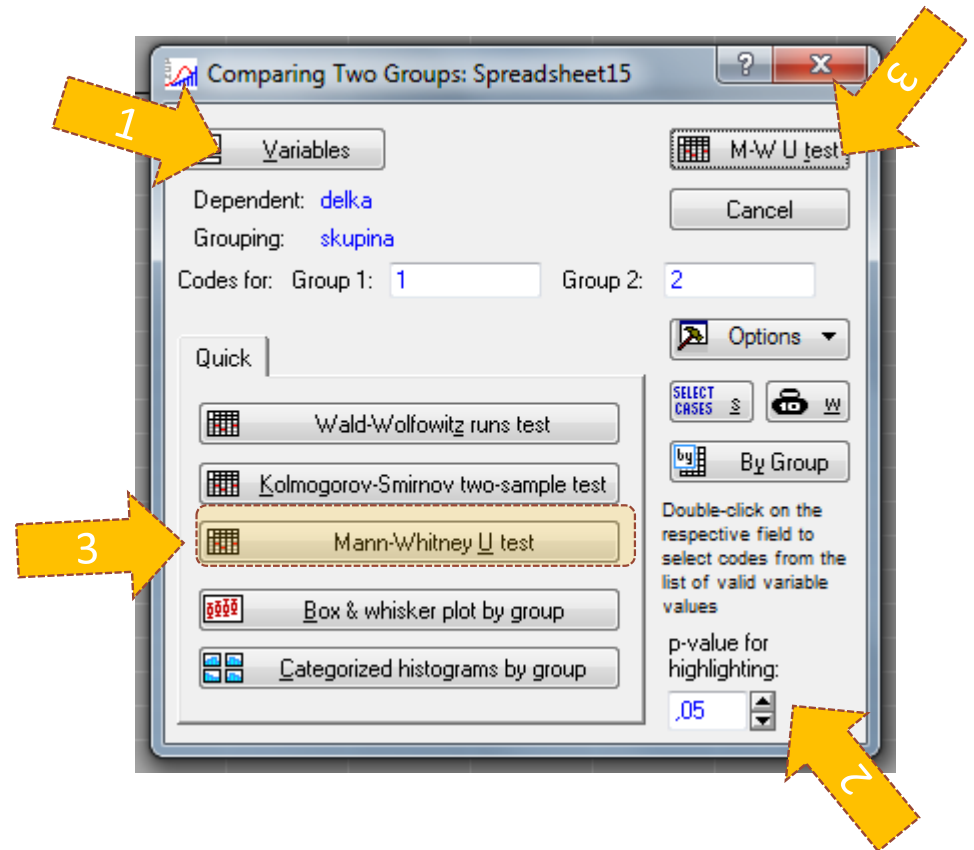 3
Comparing Two Groups: Spreadsheet15
?
x
1
Variables
M-W U test
Dependent: delka
Cancel
Grouping: skupina
Codes for: Group 1: 1 Group 2: 2
Options
Quick
SELECT CASES S
10 W
Wald-Wolfowitz runs test
By Group
Kolmogorov-Smirnov two-sample test
3
Mann-Whitney U test
Double-click on the
respective field to
select codes from the
list of valid variable
values
Box & whisker plot by group
Categorized histograms by group
p-value for
highlighting:
,05
2